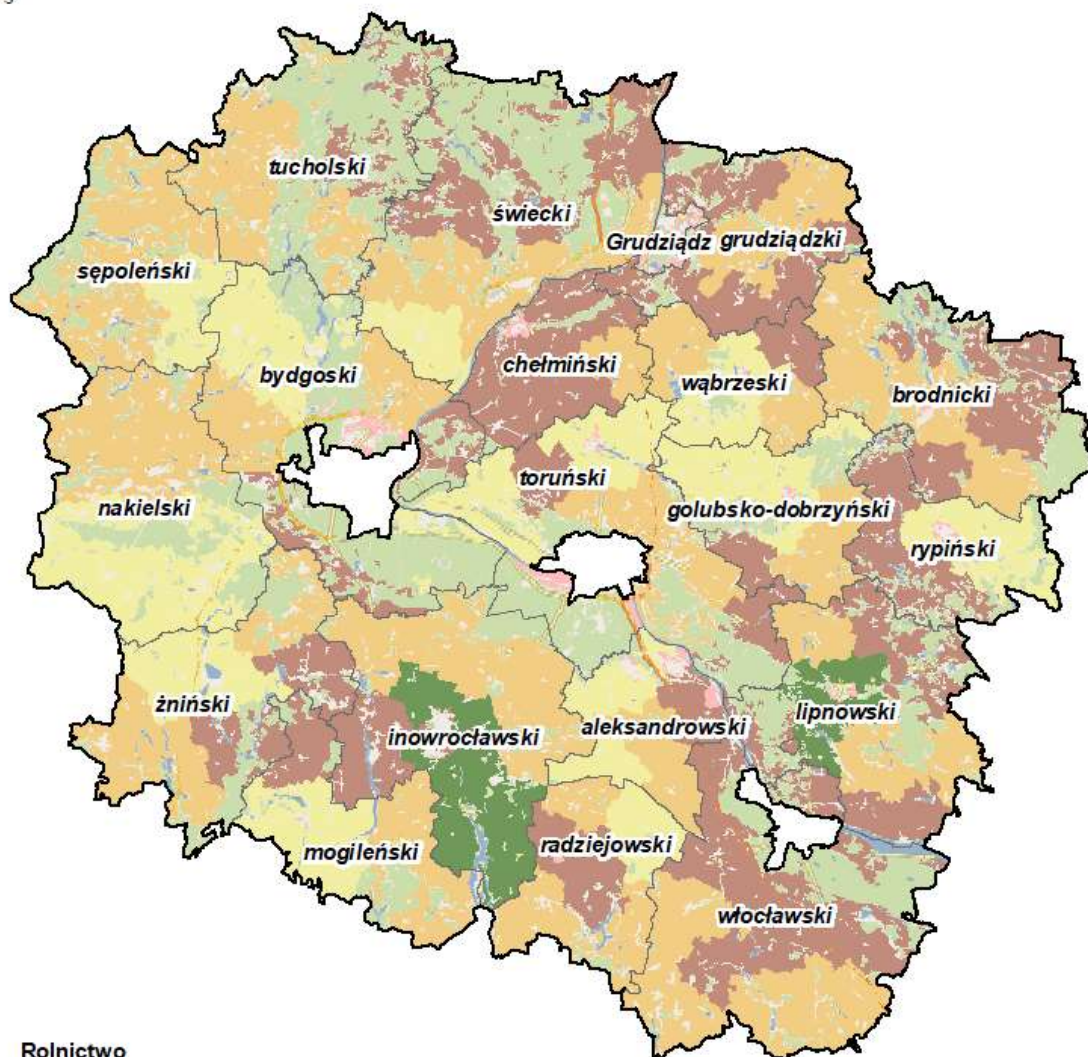 tucholski
świecki
Grudziądz grudziądzki
sępoleński
bydgoski
chełmiński
wąbrzeski
brodnicki
nakielski
toruński
golubsko-dobrzyński
rypiński
żniński
inowrocławski
aleksandrowski
lipnowski
mogileński
radziejowski
włocławski
Rolnictwo